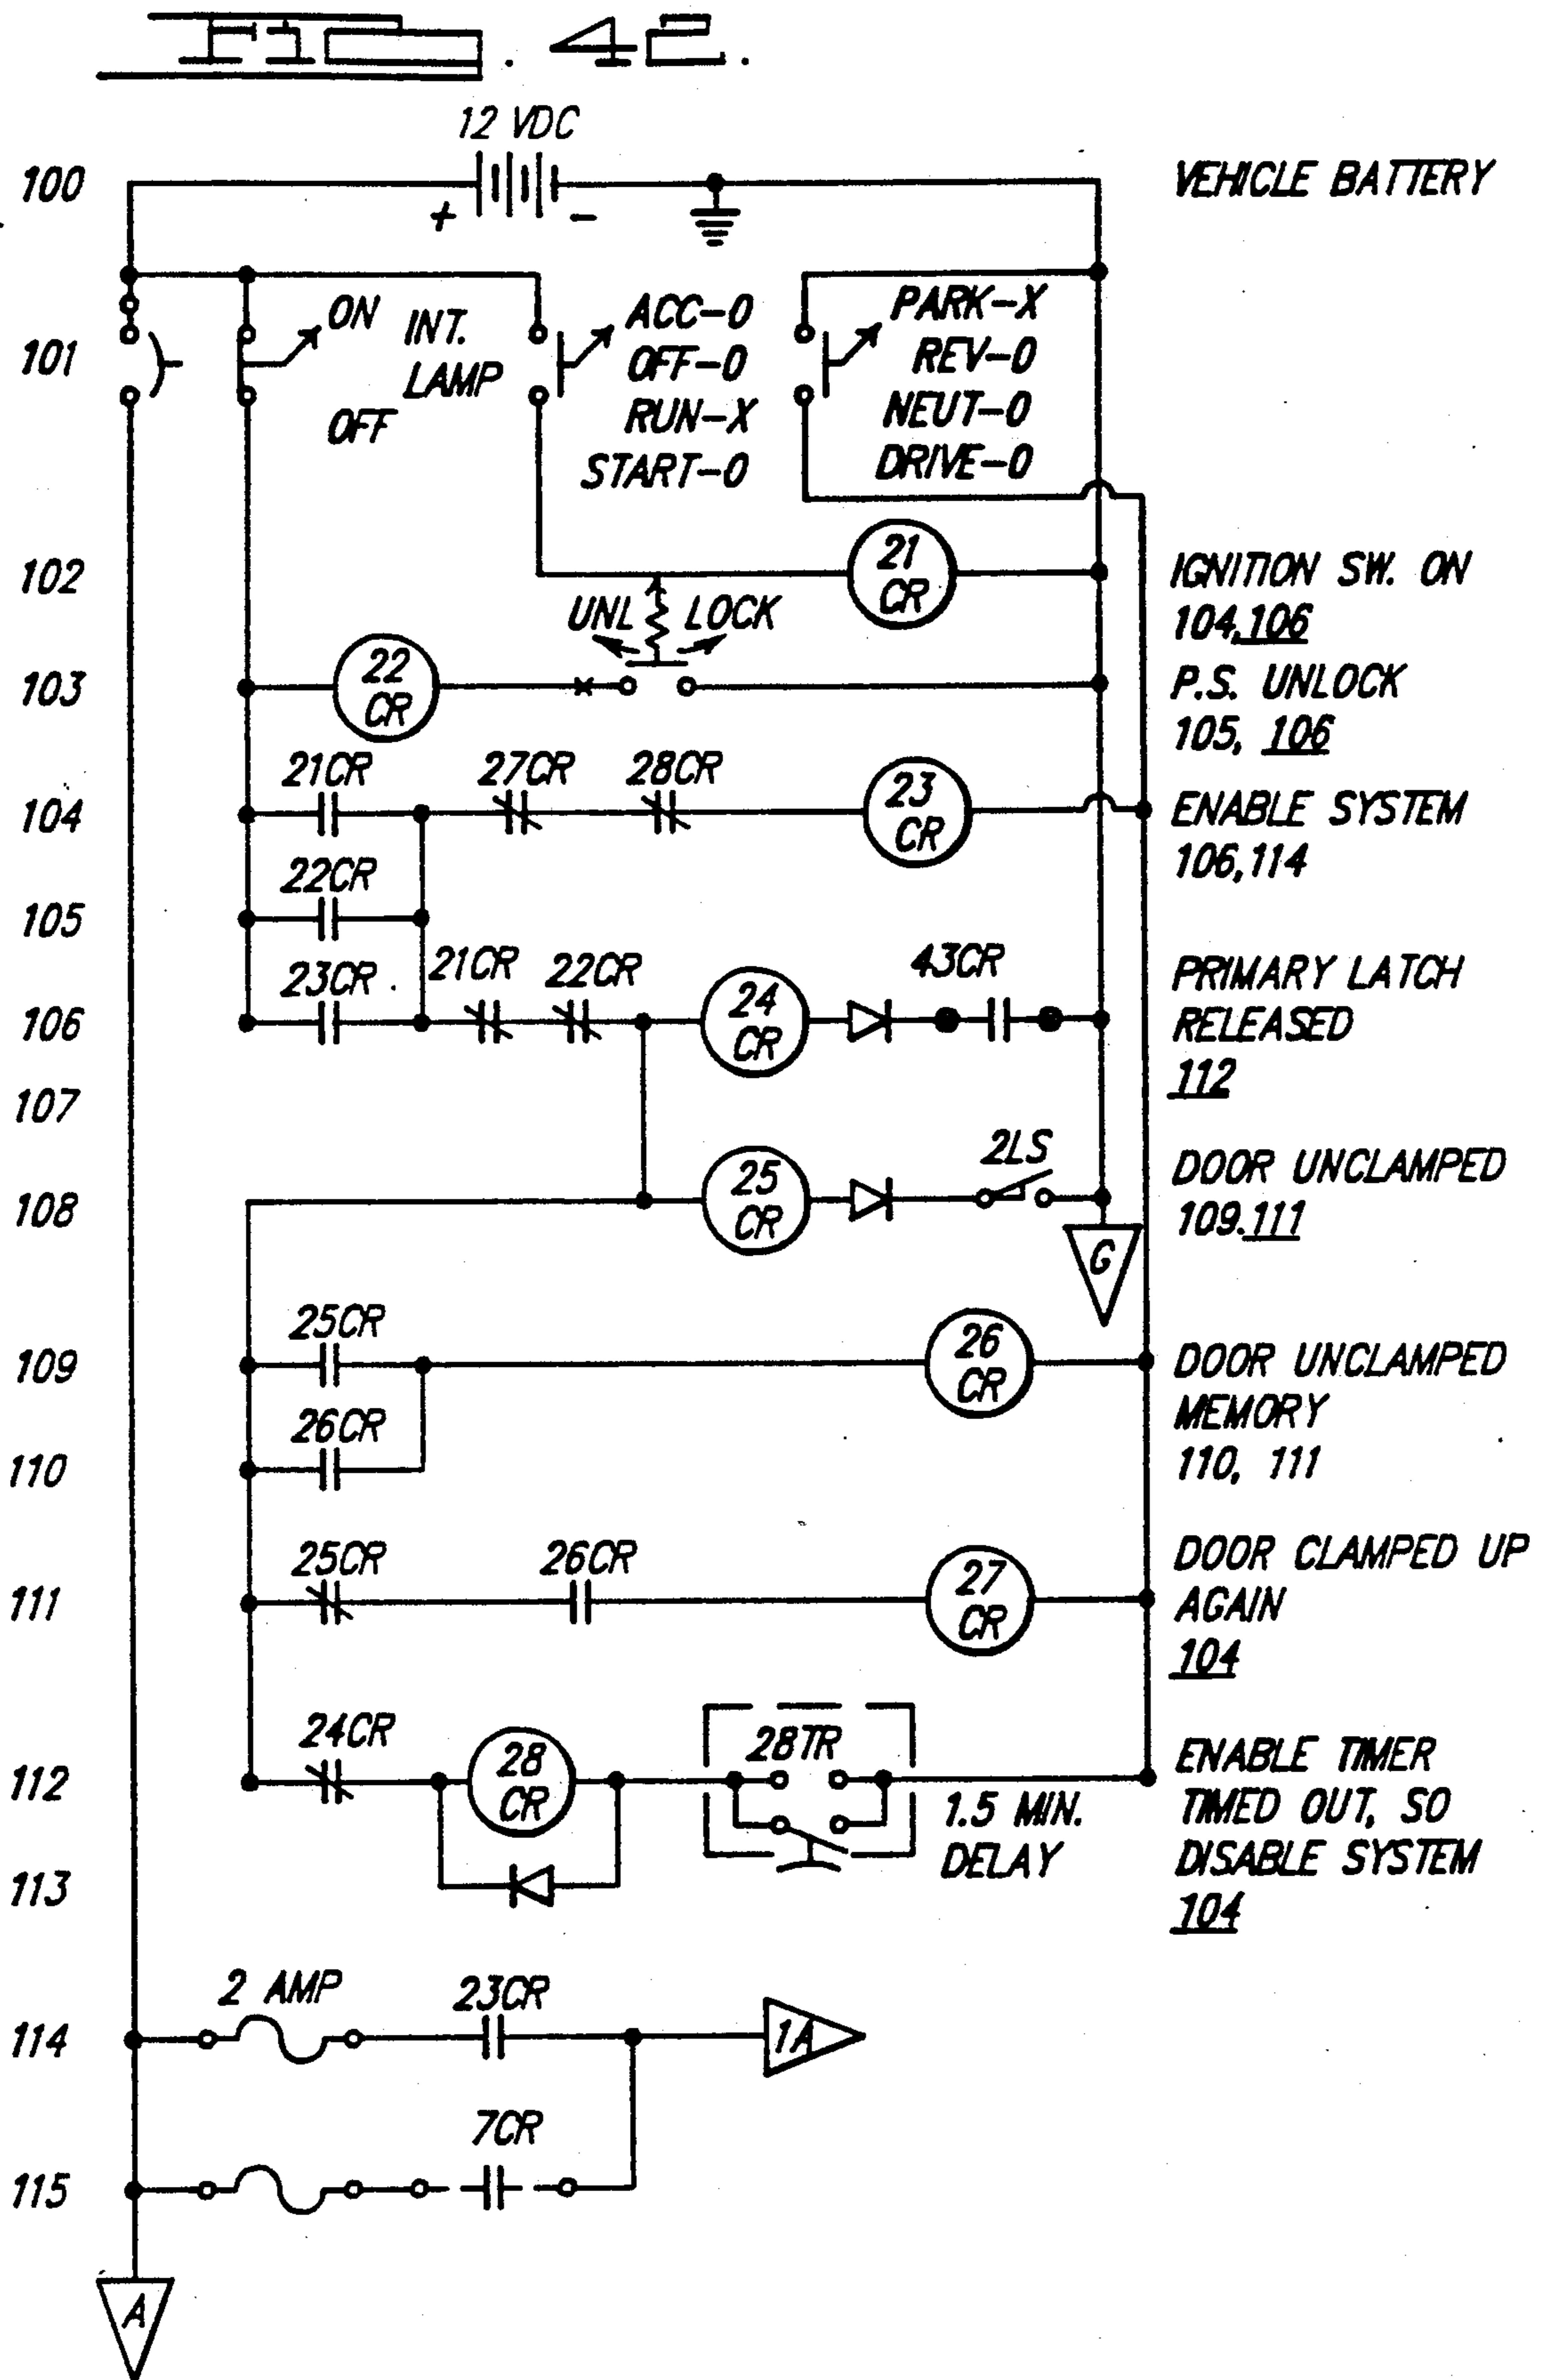 FIG. 42.
12 VDC
100
+ -
VEHICLE BATTERY
101
ON
OFF
INT.
LAMP
ACC-0
OFF-0
RUN-X
START-0
PARK-X
REV-0
NEUT-0
DRIVE-0
102
21
CR
IGNITION SW. ON
104,106
UNL LOCK
103
22
CR
P.S. UNLOCK
105, 106
21CR
27CR
28CR
104
23
CR
ENABLE SYSTEM
106,114
22CR
105
23CR
21CR
22CR
43CR
106
24
CR
PRIMARY LATCH
RELEASED
112
107
2LS
108
25
CR
DOOR UNCLAMPED
109.111
G
25CR
109
26
CR
DOOR UNCLAMPED
MEMORY
110, 111
26CR
110
25CR
26CR
111
27
CR
DOOR CLAMPED UP
AGAIN
104
24CR
28TR
112
28
CR
1.5 MIN.
DELAY
ENABLE TIMER
TIMED OUT, SO
DISABLE SYSTEM
104
113
2 AMP
23CR
114
1A
7CR
115
A